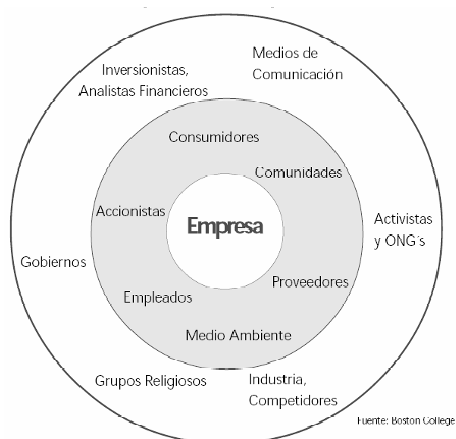 Medios de
Comunicación
Inversionistas,
Analistas Financieros
Consumidores
Comunidades
Accionistas
Empresa
Activistas
y ONG´s
Gobiernos
Proveedores
Empleados
Medio Ambiente
Grupos Religiosos
Industria,
Competidores
Fuente: Boston College